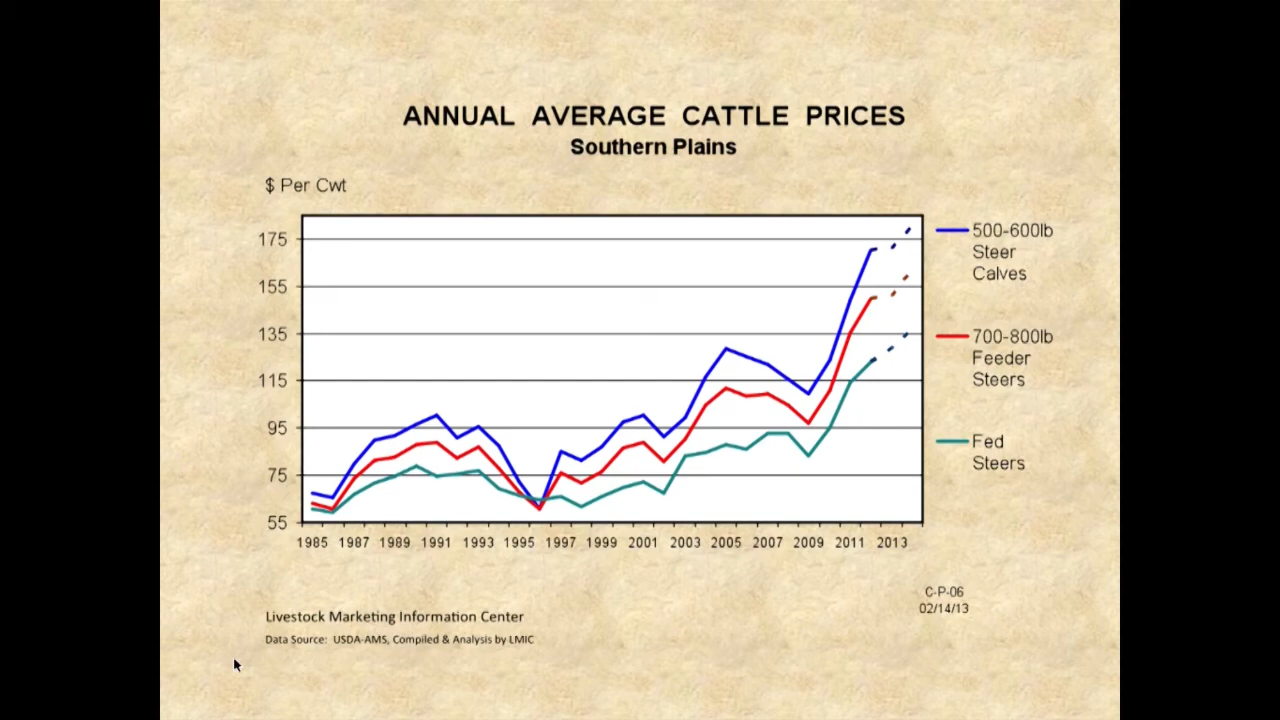 ANNUAL AVERAGE CATTLE PRICES
Southern Plains
$ Per Cwt
175
155
135
115
95
75
55
1985 1987 1989 1991 1993 1995 1997 1999 2001 2003 2005 2007 2009 2011 2013
500-600lb
Steer
Calves
700-800lb
Feeder
Steers
Fed
Steers
C-P-06
02/14/13
Livestock Marketing Information Center
Data Source: USDA-AMS, Compiled & Analysis by LMIC